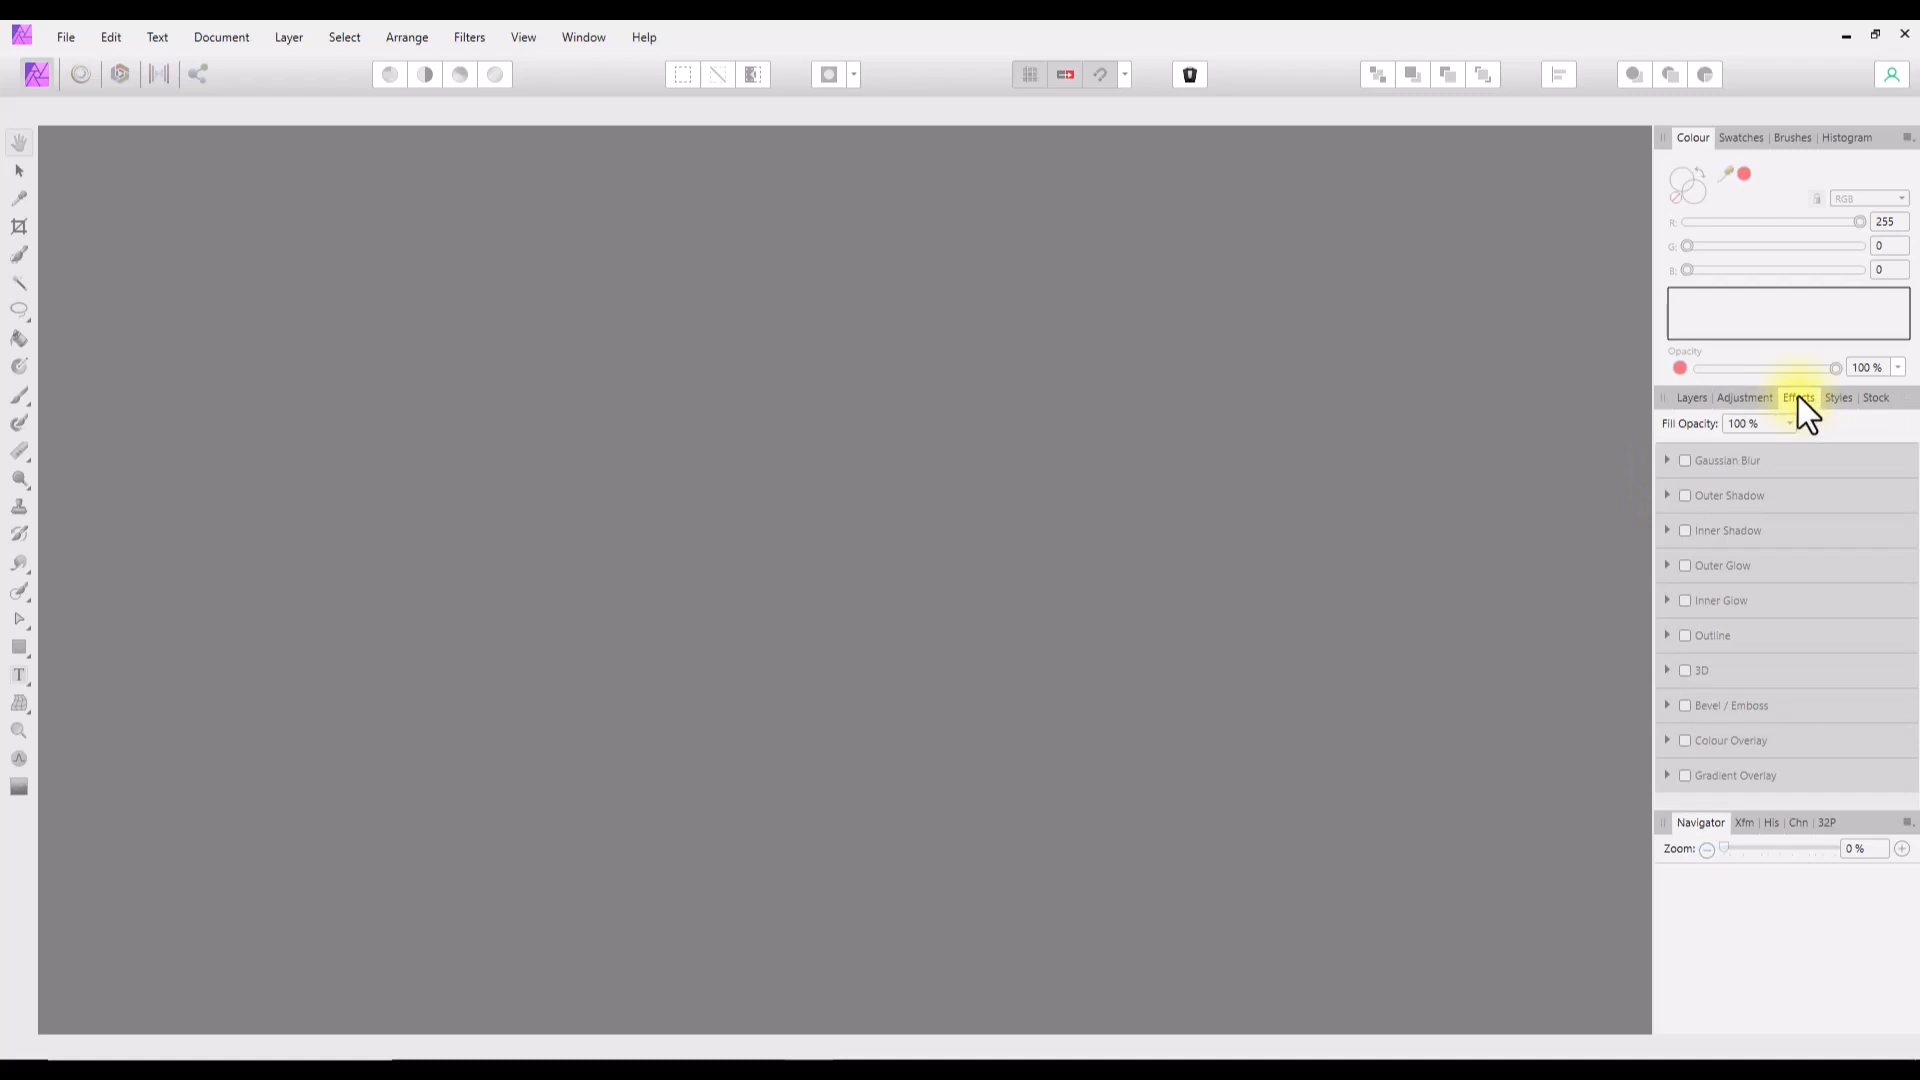 File Edit Text Document Layer Select Arrange Filters View Window Help
Colour Swatches Brushes Histogram
RGB
R: 255
G: 0
B: 0
Opacity
100 %
Layers Adjustment Effects Styles Stock
Fill Opacity: 100 %
Gaussian Blur
Outer Shadow
Inner Shadow
Outer Glow
Inner Glow
Outline
3D
Bevel / Emboss
Colour Overlay
Gradient Overlay
Navigator Xfm His Chn 32P
Zoom: 0 %